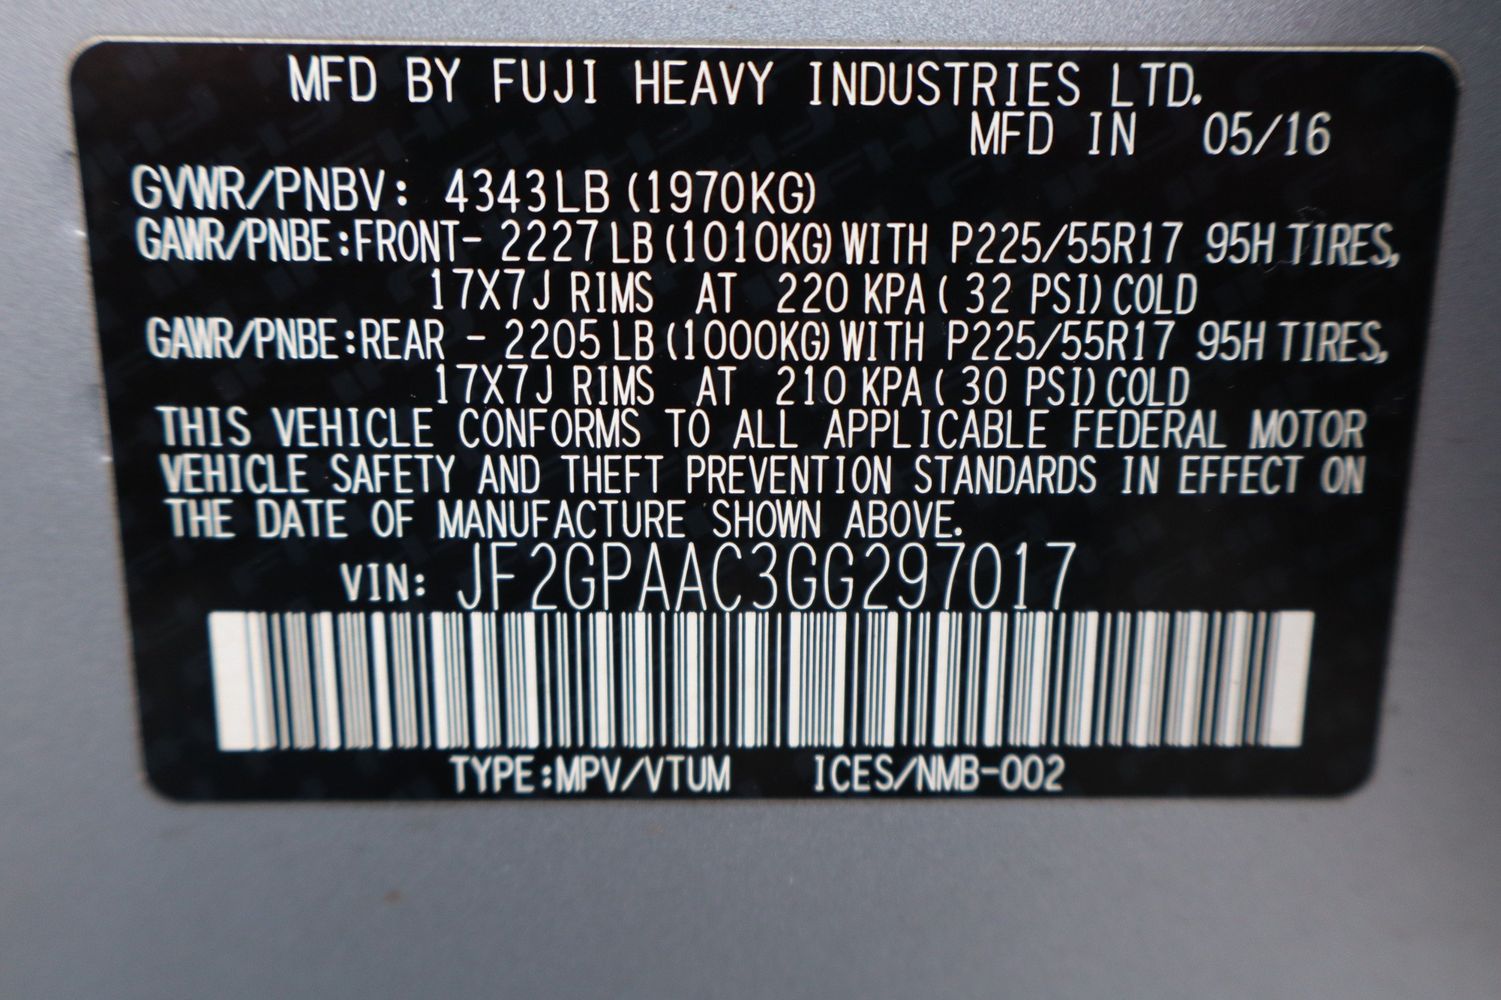 MFD BY FUJI HEAVY INDUSTRIES LTD.
MFD IN 05/16
GVWR/PNBV: 4343LB (1970KG)
GAWR/PNBE:FRONT- 2227LB (1010KG) WITH P225/55R17 95H TIRES,
17X7J RIMS AT 220 KPA ( 32 PSI) COLD
GAWR/PNBE:REAR - 2205LB (1000KG) WITH P225/55R17 95H TIRES,
17X7J RIMS AT 210 KPA ( 30 PSI) COLD
THIS VEHICLE CONFORMS TO ALL APPLICABLE FEDERAL MOTOR
VEHICLE SAFETY AND THEFT PREVENTION STANDARDS IN EFFECT ON
THE DATE OF MANUFACTURE SHOWN ABOVE.
VIN: JF2GPAAC3GG297017
TYPE:MPV/VTUM ICES/NMB-002